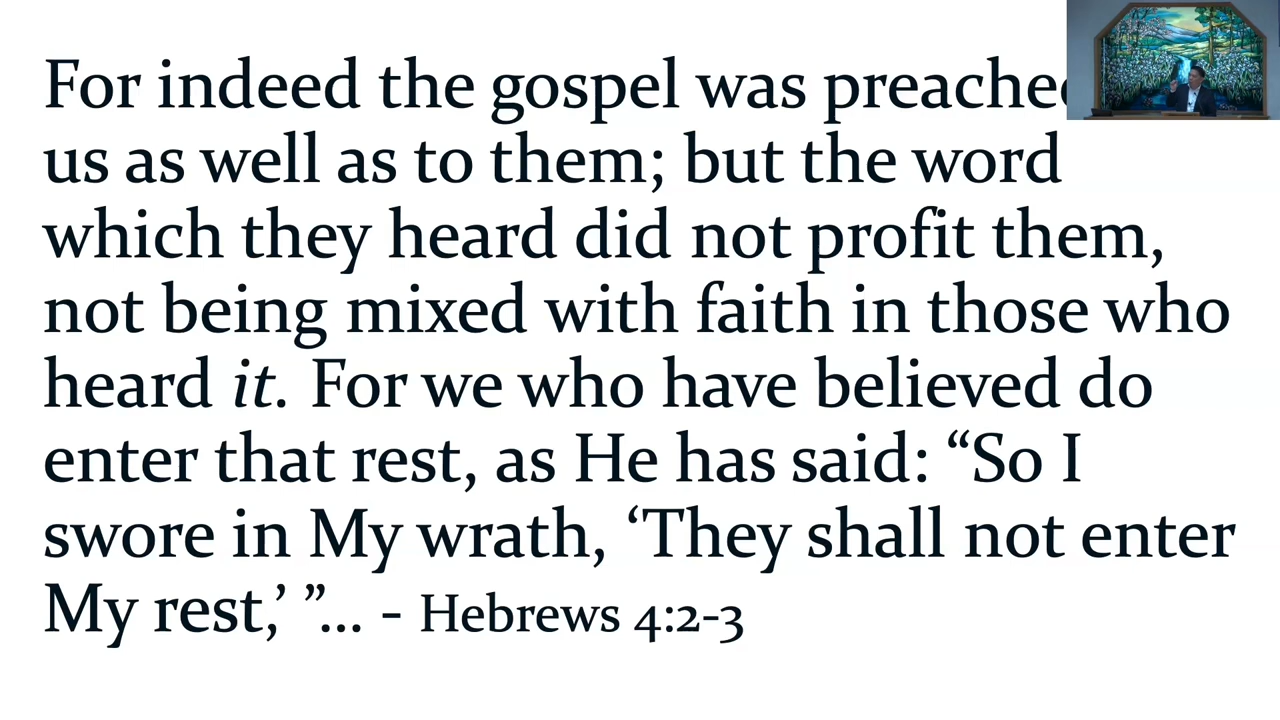 For indeed the gospel was preache
us as well as to them; but the word
which they heard did not profit them,
not being mixed with faith in those who
heard it. For we who have believed do
enter that rest, as He has said: “So I
swore in My wrath, ‘They shall not enter
My rest,’ ”... - Hebrews 4:2-3